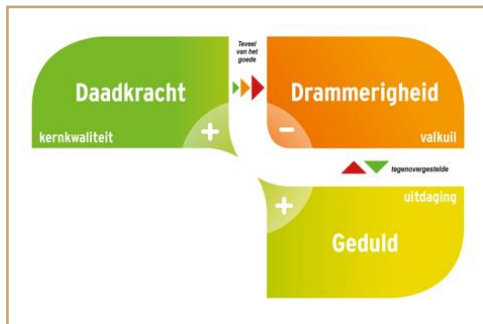 Teveel
van het
goede
Daadkracht
Drammerigheid
kernkwaliteit
+
-
valkuil
tegenovergestelde
+
uitdaging
Geduld